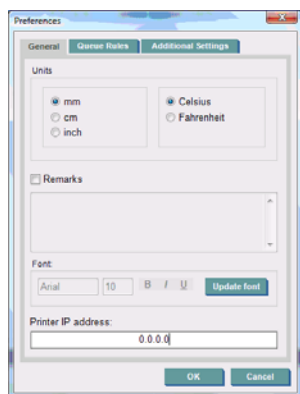 Preferences
General Queue Rules Additional Settings
Units
mm Celsius
cm Fahrenheit
inch
Remarks
Font:
Arial 10 B I U Update font
Printer IP address:
0.0.0.0
OK Cancel